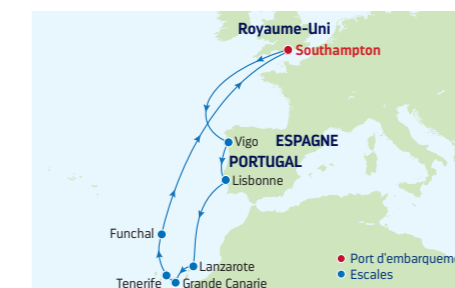 Royaume-Uni
Southampton
Vigo
ESPAGNE
PORTUGAL
Lisbonne
Funchal
Lanzarote
Tenerife
Grande Canarie
Port d'embarqueme
Escales